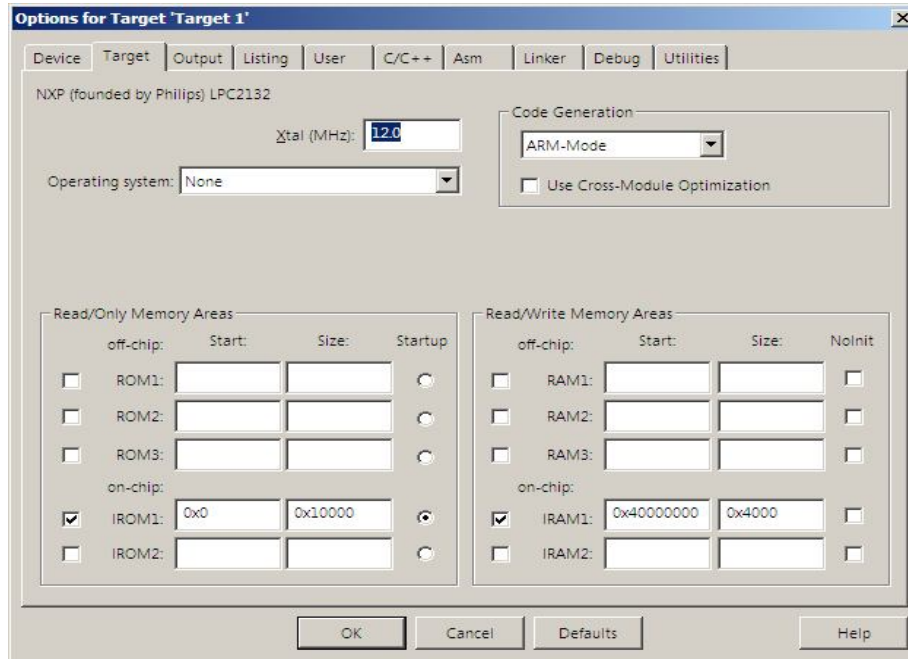 Options for Target 'Target 1'
Device Target Output Listing User C/C++ Asm Linker Debug Utilities
NXP (founded by Philips) LPC2132
Xtal (MHz): 12.0
Operating system: None
Code Generation
ARM-Mode
Use Cross-Module Optimization
Read/Only Memory Areas
off-chip: Start: Size: Startup
ROM1:
ROM2:
ROM3:
on-chip:
IROM1: 0x0 0x10000
IROM2:
Read/Write Memory Areas
off-chip: Start: Size: NoInit
RAM1:
RAM2:
RAM3:
on-chip:
IRAM1: 0x40000000 0x4000
IRAM2:
OK Cancel Defaults Help